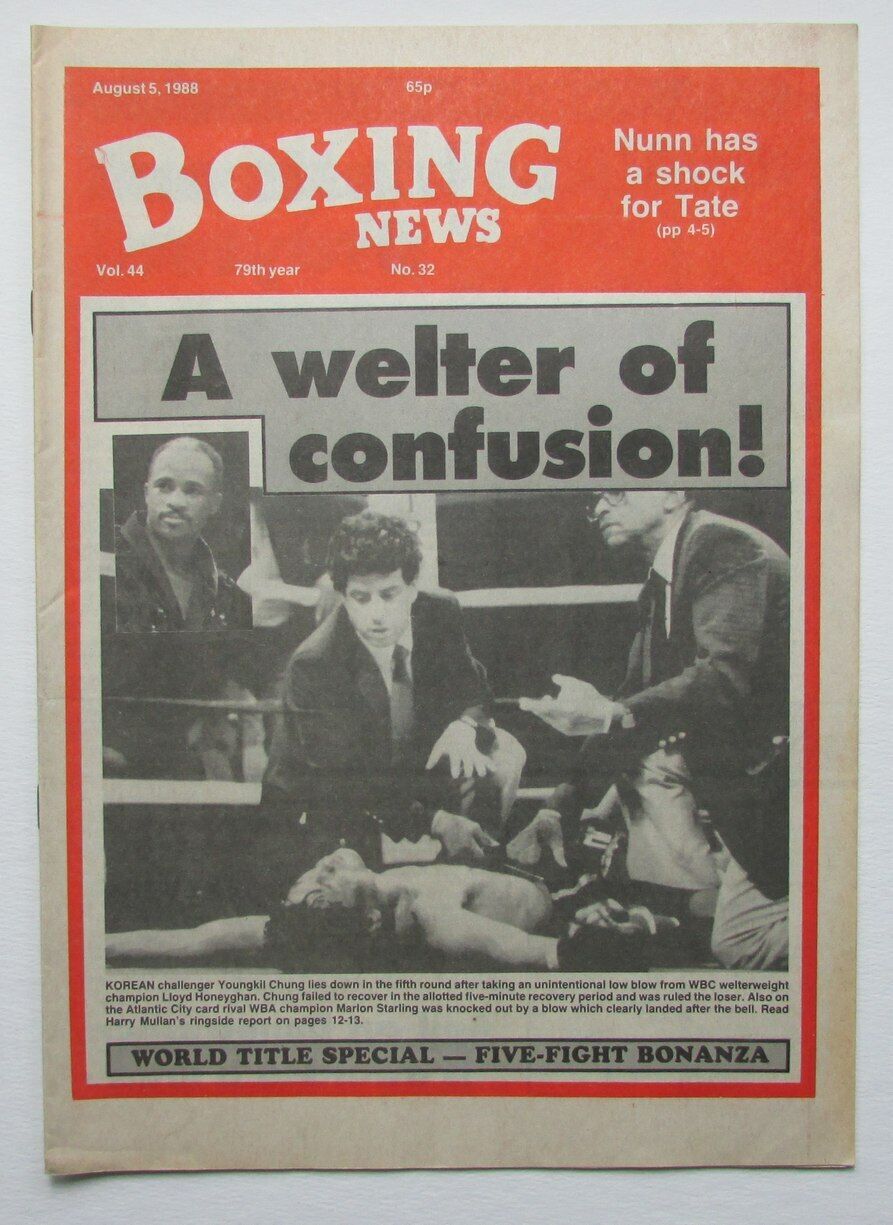 August 5, 1988
65p
BOXING
NEWS
Nunn has
a shock
for Tate
(pp 4-5)
Vol. 44
79th year
No. 32
A welter of
confusion!
KOREAN challenger Youngkil Chung lies down in the fifth round after taking an unintentional low blow from WBC welterweight
champion Lloyd Honeyghan. Chung failed to recover in the allotted five-minute recovery period and was ruled the loser. Also on
the Atlantic City card rival WBA champion Marlon Starling was knocked out by a blow which clearly landed after the bell. Read
Harry Mullan's ringside report on pages 12-13.
WORLD TITLE SPECIAL — FIVE-FIGHT BONANZA